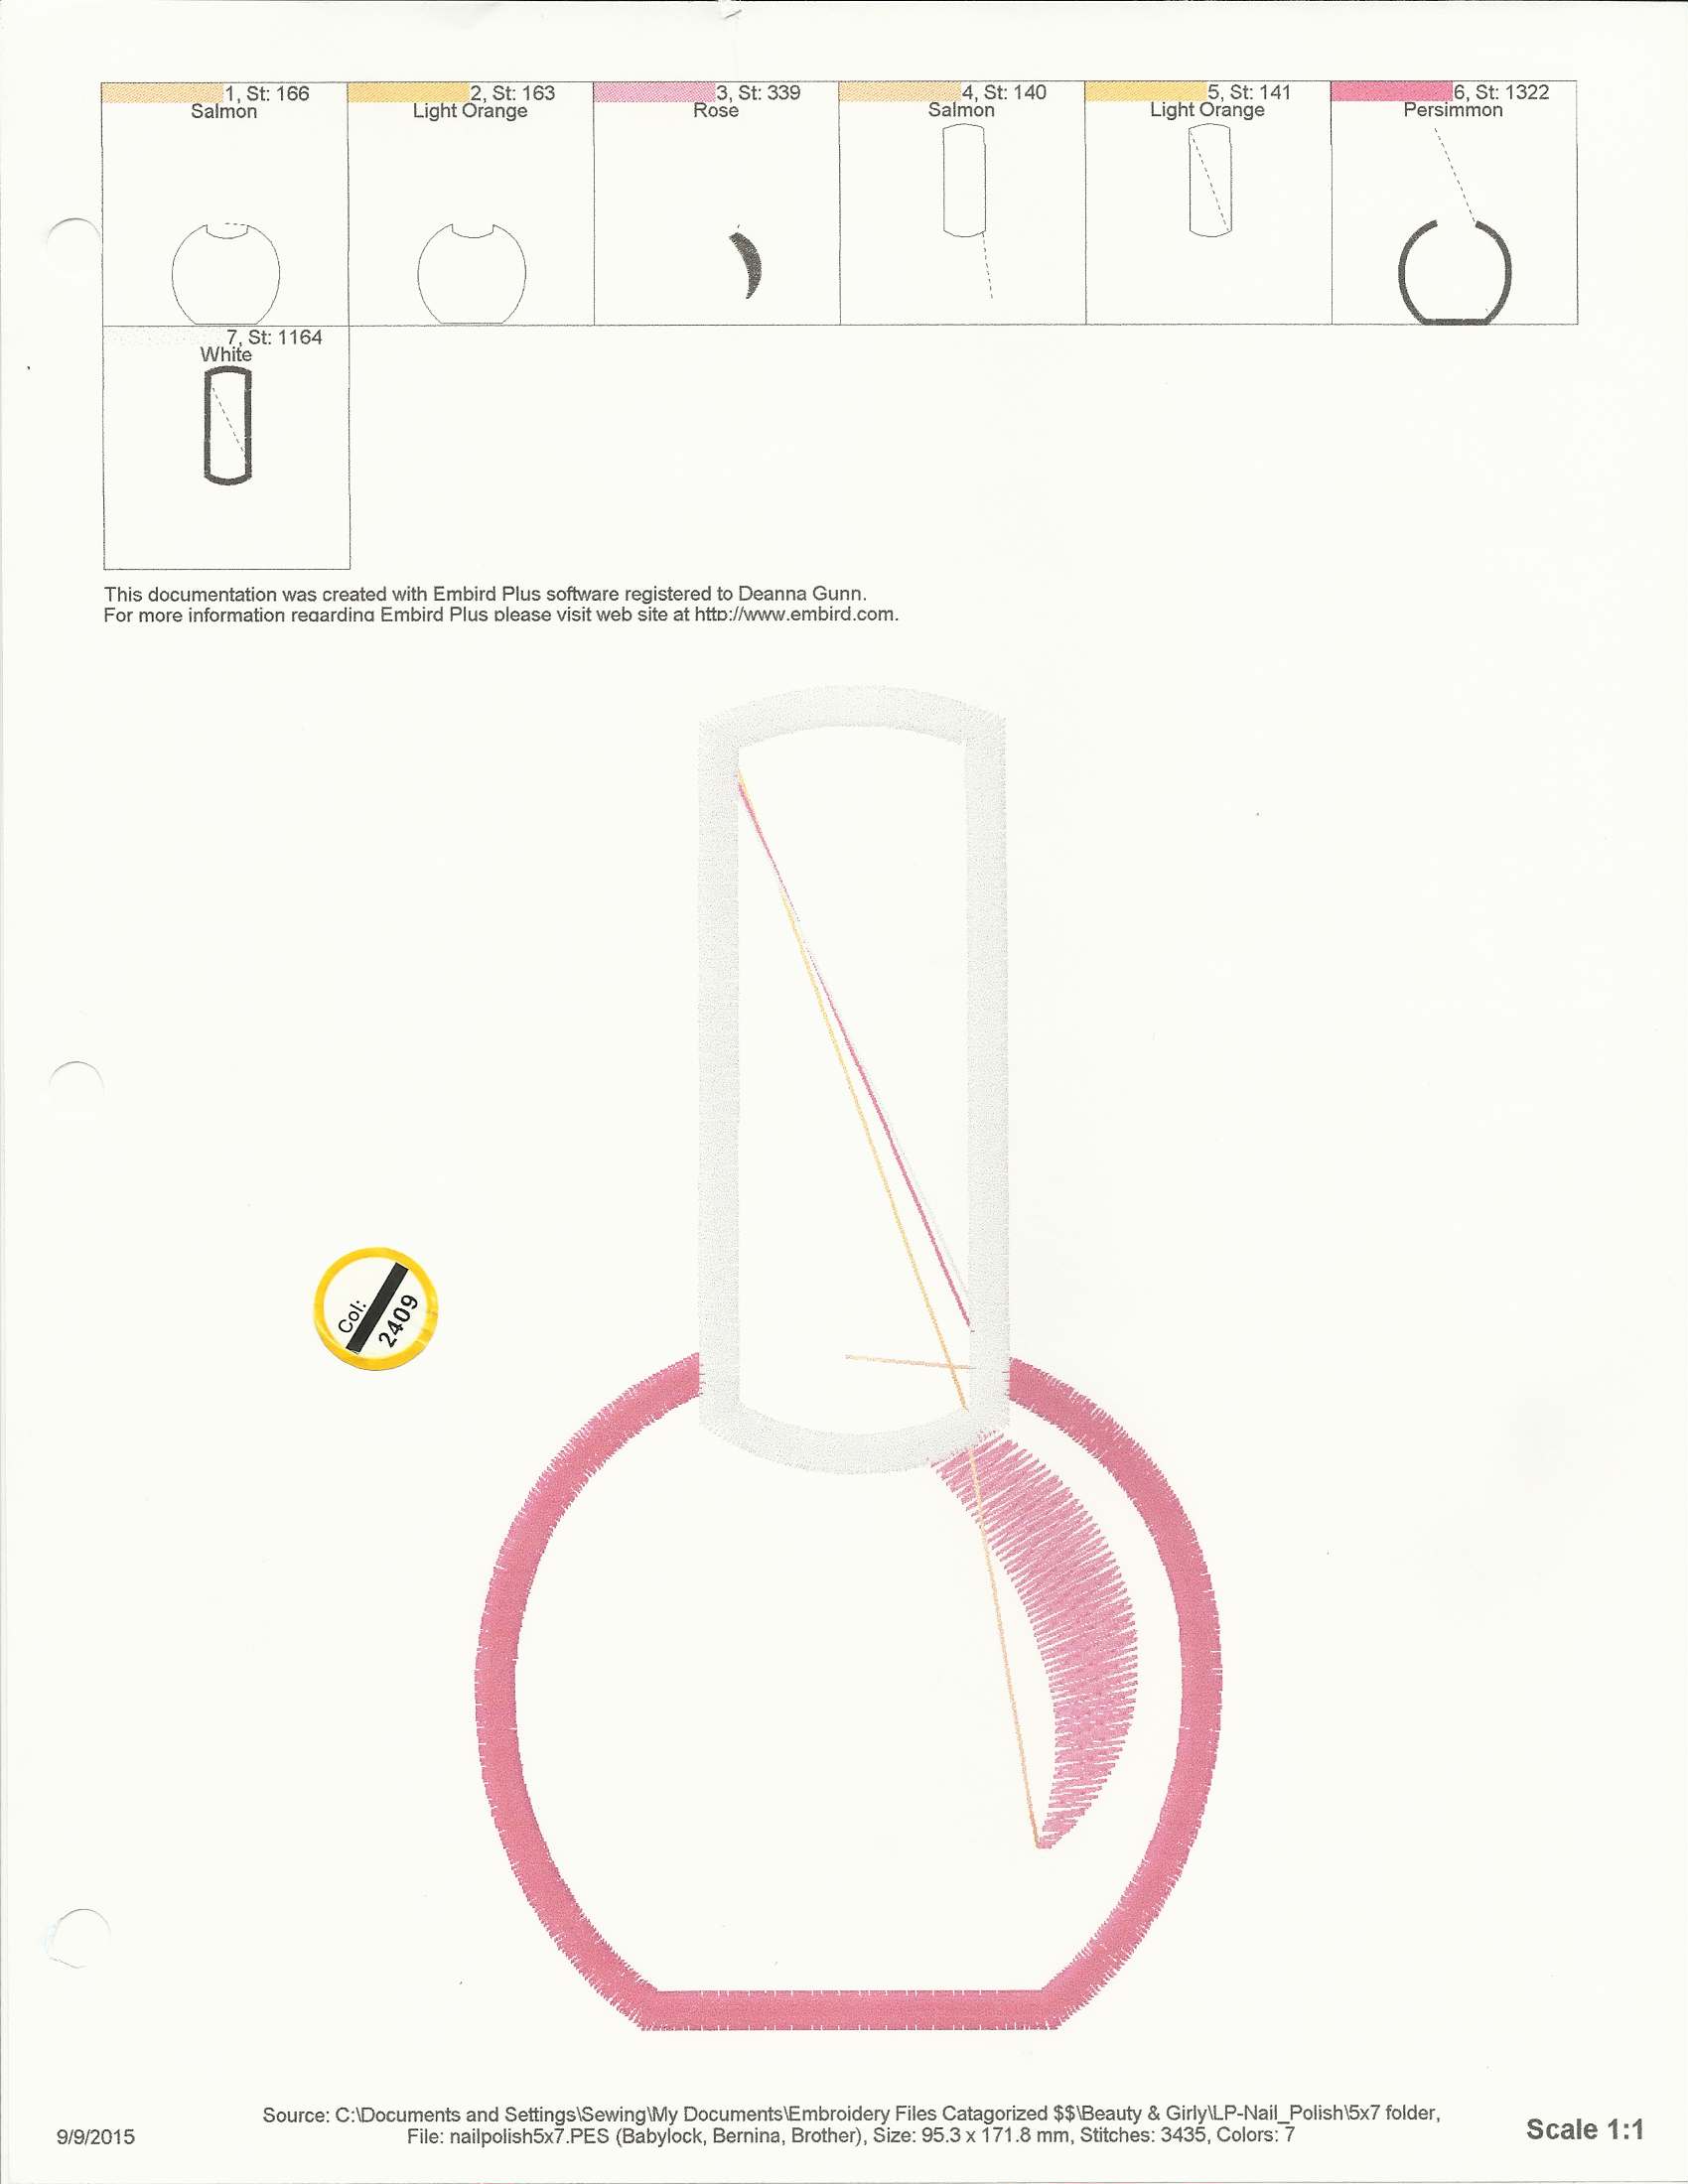 1, St: 166
Salmon
2, St: 163
Light Orange
3, St: 339
Rose
4, St: 140
Salmon
5, St: 141
Light Orange
6, St: 1322
Persimmon
7, St: 1164
White
This documentation was created with Embird Plus software registered to Deanna Gunn.
For more information regarding Embird Plus please visit web site at http://www.embird.com.
Col:
2409
Source: C:\Documents and Settings\Sewing\My Documents\Embroidery Files Catagorized $$\Beauty & Girly\LP-Nail_Polish\5x7 folder,
File: nailpolish5x7.PES (Babylock, Bernina, Brother), Size: 95.3 x 171.8 mm, Stitches: 3435, Colors: 7
9/9/2015
Scale 1:1